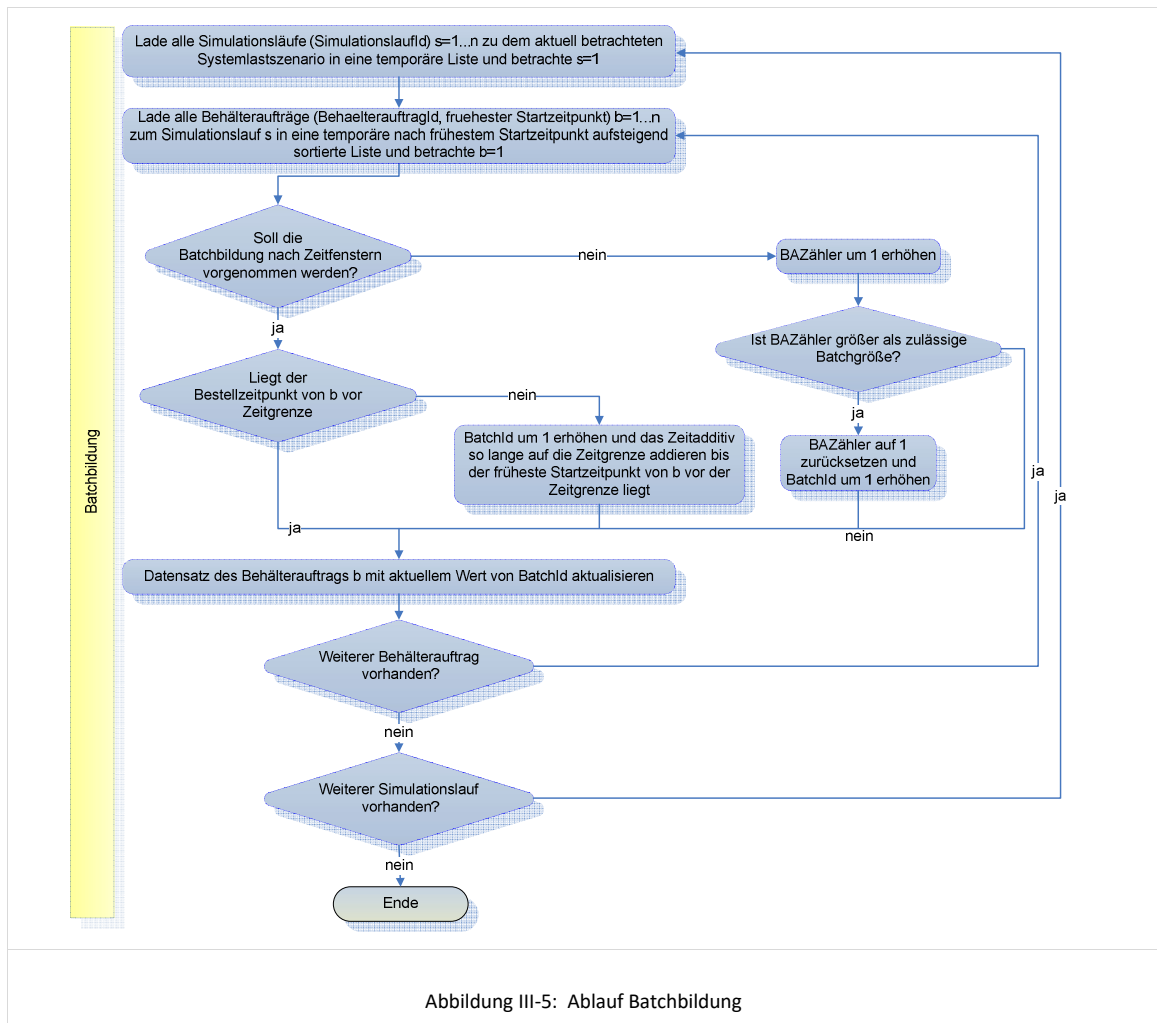 Batchbildung
Lade alle Simulationsläufe (SimulationslaufId) s=1...n zu dem aktuell betrachteten
Systemlastszenario in eine temporäre Liste und betrachte s=1
Lade alle Behälteraufträge (BehaelterauftragId, fruehester Startzeitpunkt) b=1...n
zum Simulationslauf s in eine temporäre nach frühestem Startzeitpunkt aufsteigend
sortierte Liste und betrachte b=1
Soll die
Batchbildung nach Zeitfenstern
vorgenommen werden?
nein
BAZähler um 1 erhöhen
ja
Ist BAZähler größer als zulässige
Batchgröße?
Liegt der
Bestellzeitpunkt von b vor
Zeitgrenze
nein
ja
BatchId um 1 erhöhen und das Zeitadditiv
so lange auf die Zeitgrenze addieren bis
der früheste Startzeitpunkt von b vor der
Zeitgrenze liegt
BAZähler auf 1
zurücksetzen und
BatchId um 1 erhöhen
ja
ja
ja
nein
Datensatz des Behälterauftrags b mit aktuellem Wert von BatchId aktualisieren
Weiterer Behälterauftrag
vorhanden?
nein
Weiterer Simulationslauf
vorhanden?
nein
Ende
Abbildung III-5: Ablauf Batchbildung